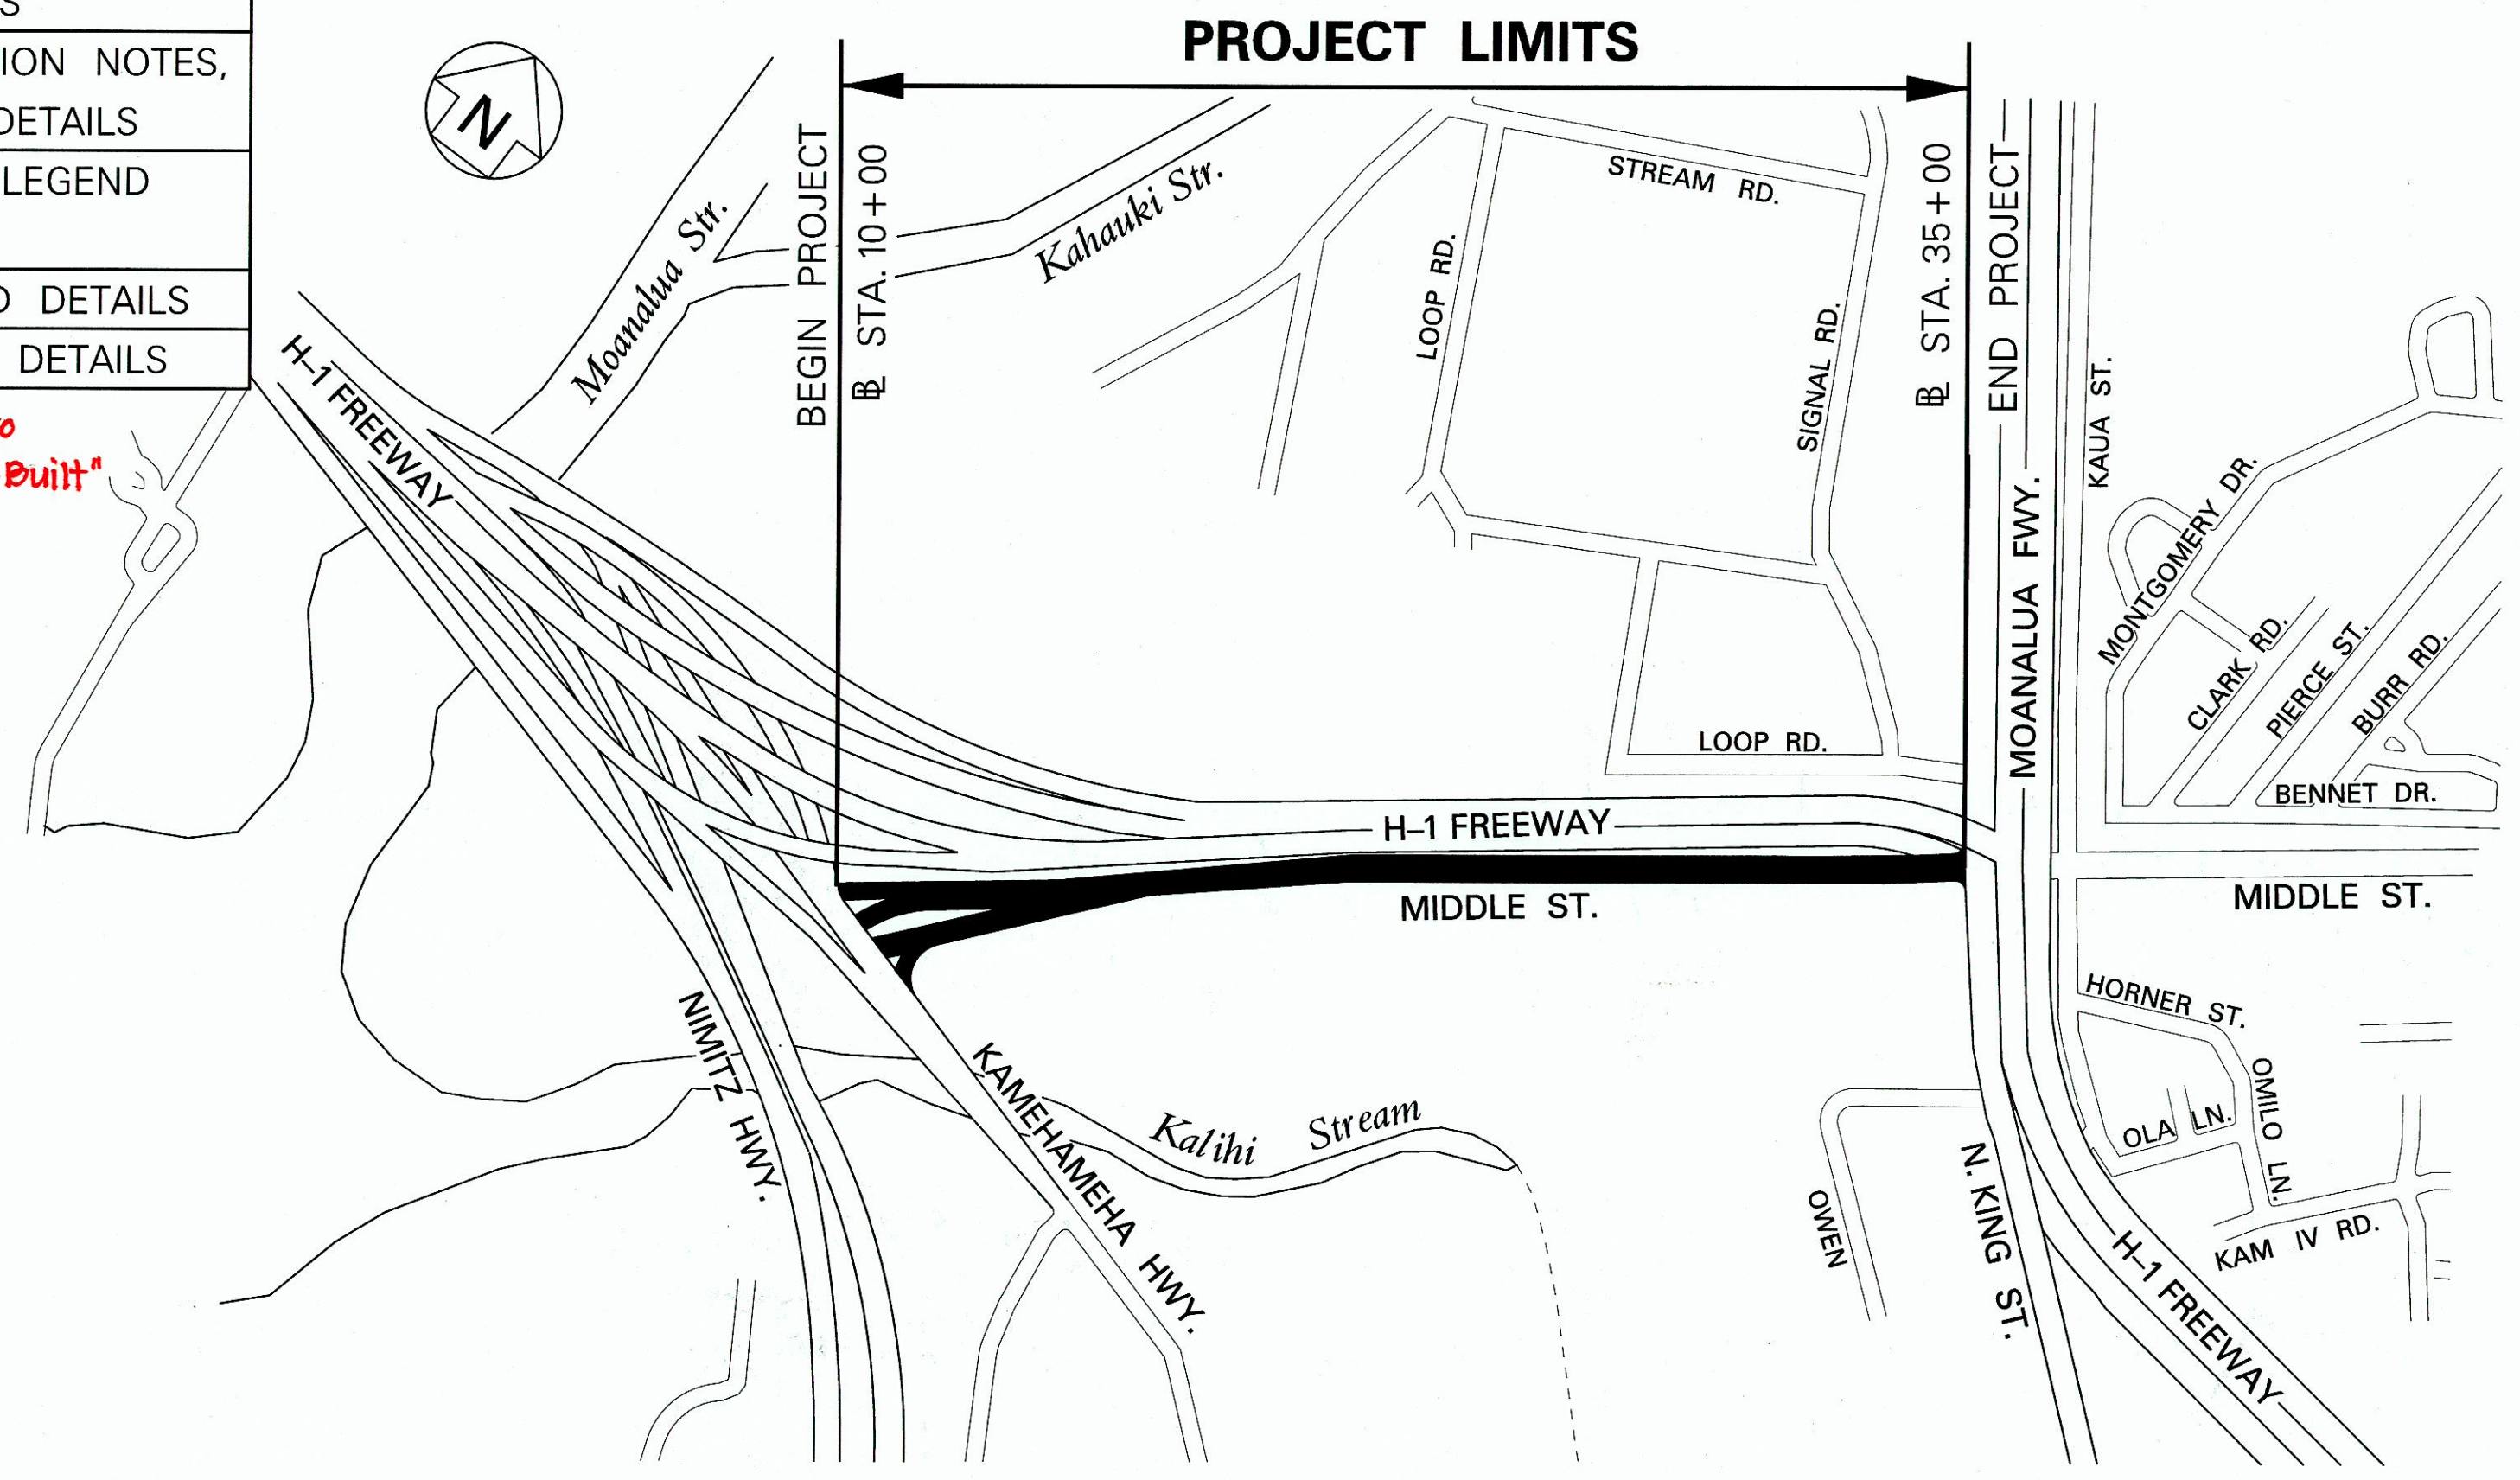 S
ION NOTES,
DETAILS
LEGEND
D DETAILS
DETAILS
Built"
N
PROJECT LIMITS
BEGIN PROJECT
BL STA. 10+00
BL STA. 35+00
END PROJECT
Moanalua Str.
Kahauki Str.
STREAM RD.
LOOP RD.
SIGNAL RD.
LOOP RD.
H-1 FREEWAY
H-1 FREEWAY
MIDDLE ST.
MOANALUA FWY.
KAUA ST.
MONTGOMERY DR.
CLARK RD.
PIERCE ST.
BURR RD.
BENNET DR.
MIDDLE ST.
HORNER ST.
OMILO LN.
OLA LN.
KAM IV RD.
NIMITZ HWY.
KAMEHAMEHA HWY.
Kalihi Stream
OWEN
N. KING ST.
H-1 FREEWAY